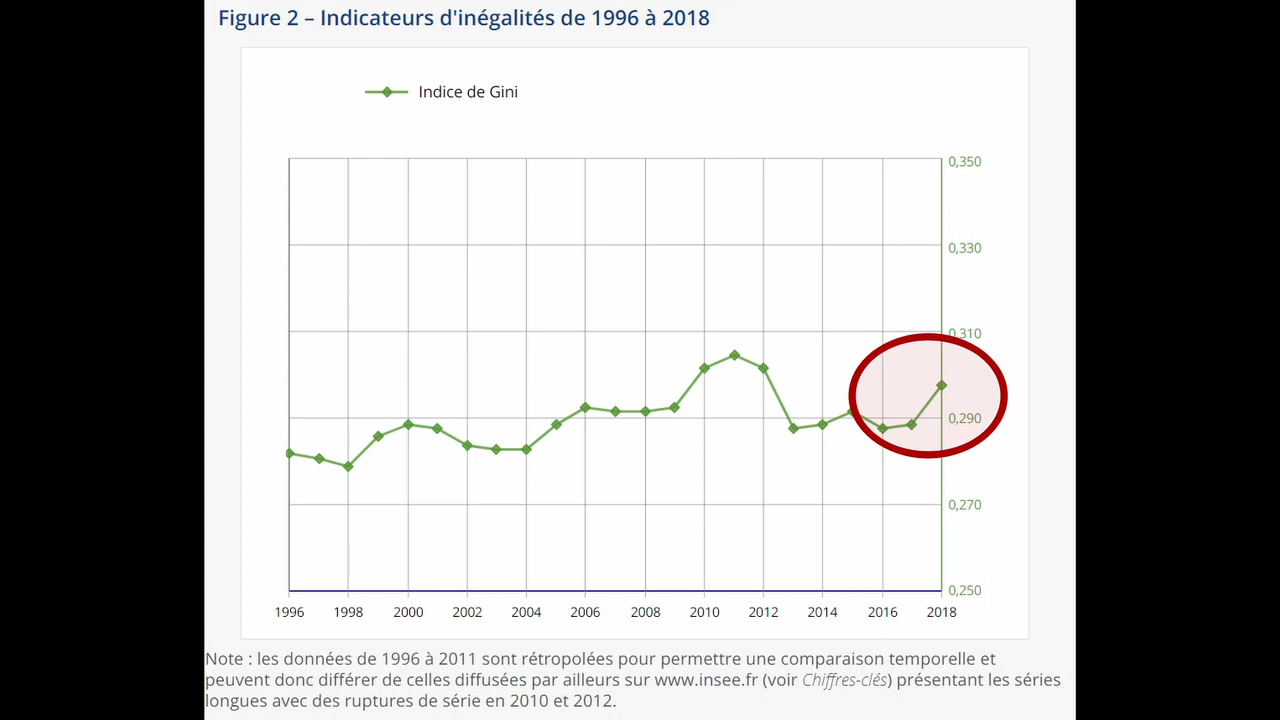 Figure 2 – Indicateurs d'inégalités de 1996 à 2018
Indice de Gini
0,350
0,330
0,310
0,290
0,270
0,250
1996 1998 2000 2002 2004 2006 2008 2010 2012 2014 2016 2018
Note : les données de 1996 à 2011 sont rétropolées pour permettre une comparaison temporelle et
peuvent donc différer de celles diffusées par ailleurs sur www.insee.fr (voir Chiffres-clés) présentant les séries
longues avec des ruptures de série en 2010 et 2012.